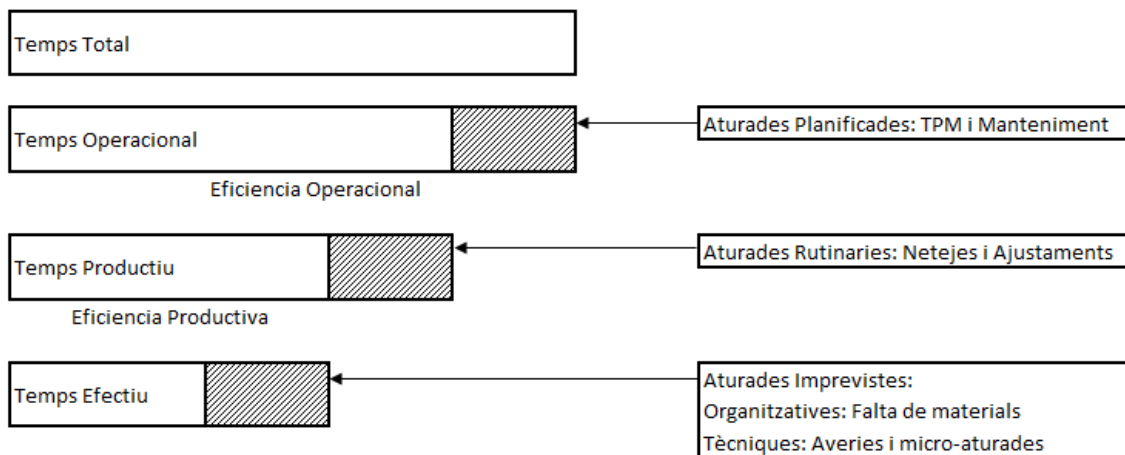 Temps Total
Temps Operacional
Aturades Planificades: TPM i Manteniment
Eficiencia Operacional
Temps Productiu
Aturades Rutinaries: Netejes i Ajustaments
Eficiencia Productiva
Temps Efectiu
Aturades Imprevistes:
Organitzatives: Falta de materials
Tècniques: Averies i micro-aturades